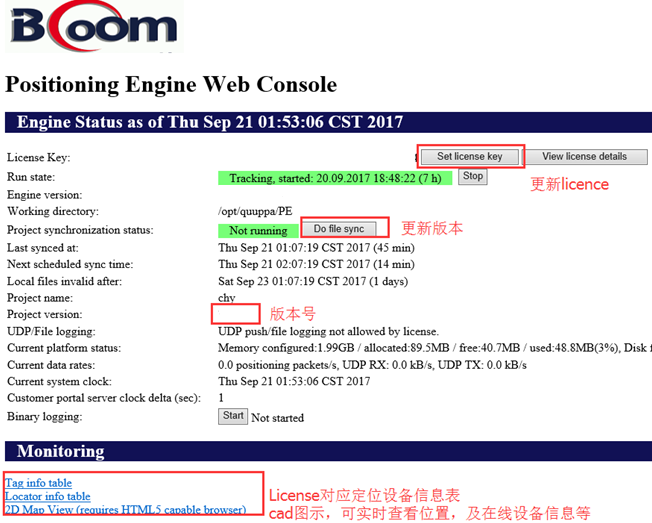 BCoom
Positioning Engine Web Console
Engine Status as of Thu Sep 21 01:53:06 CST 2017
License Key: Set license key View license details
更新licence
Run state: Tracking, started: 20.09.2017 18:48:22 (7 h) Stop
Engine version:
Working directory: /opt/quuppa/PE
Project synchronization status: Not running Do file sync 更新版本
Last synced at: Thu Sep 21 01:07:19 CST 2017 (45 min)
Next scheduled sync time: Thu Sep 21 02:07:19 CST 2017 (14 min)
Local files invalid after: Sat Sep 23 01:07:19 CST 2017 (1 days)
Project name: chy
Project version: 版本号
UDP/File logging: UDP push/file logging not allowed by license.
Current platform status: Memory configured:1.99GB / allocated:89.5MB / free:40.7MB / used:48.8MB(3%), Disk f
Current data rates: 0.0 positioning packets/s, UDP RX: 0.0 kB/s, UDP TX: 0.0 kB/s
Current system clock: Thu Sep 21 01:53:06 CST 2017
Customer portal server clock delta (sec): 1
Binary logging: Start Not started
Monitoring
Tag info table
Locator info table License对应定位设备信息表
2D Map View (requires HTML5 capable browser) cad图示，可实时查看位置，及在线设备信息等